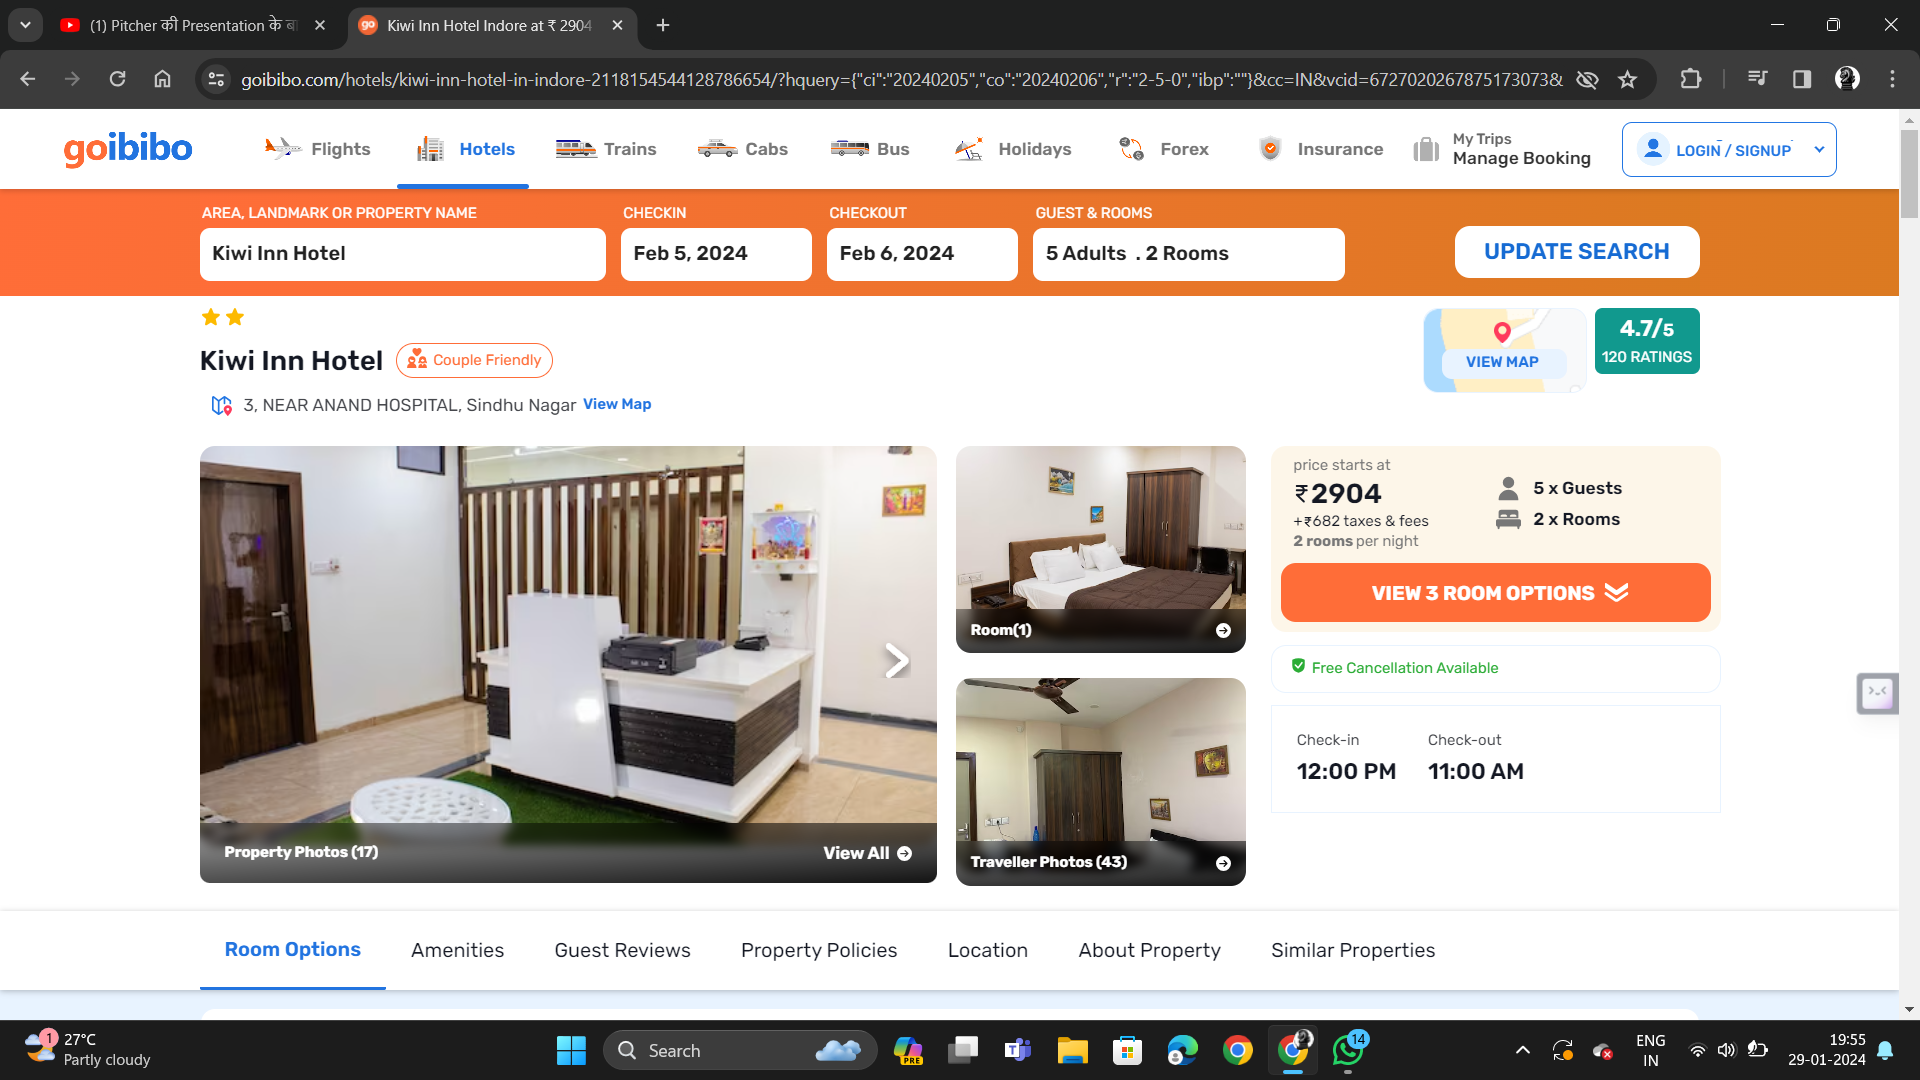 (1) Pitcher की Presentation के बा
Kiwi Inn Hotel Indore at ₹ 2904
goibibo.com/hotels/kiwi-inn-hotel-in-indore-2118154544128786654/?hquery={"ci":"20240205","co":"20240206","r":"2-5-0","ibp":""}&cc=IN&vcid=6727020267875173073&
goibibo
Flights
Hotels
Trains
Cabs
Bus
Holidays
Forex
Insurance
My Trips
Manage Booking
LOGIN / SIGNUP
AREA, LANDMARK OR PROPERTY NAME
CHECKIN
CHECKOUT
GUEST & ROOMS
Kiwi Inn Hotel
Feb 5, 2024
Feb 6, 2024
5 Adults . 2 Rooms
UPDATE SEARCH
Kiwi Inn Hotel
Couple Friendly
VIEW MAP
4.7/5
120 RATINGS
3, NEAR ANAND HOSPITAL, Sindhu Nagar View Map
price starts at
₹2904
+₹682 taxes & fees
2 rooms per night
5 x Guests
2 x Rooms
VIEW 3 ROOM OPTIONS
Room(1)
Free Cancellation Available
Check-in
Check-out
12:00 PM
11:00 AM
Property Photos (17)
View All
Traveller Photos (43)
Room Options
Amenities
Guest Reviews
Property Policies
Location
About Property
Similar Properties
1
27°C
Partly cloudy
Search
PRE
14
ENG
IN
19:55
29-01-2024